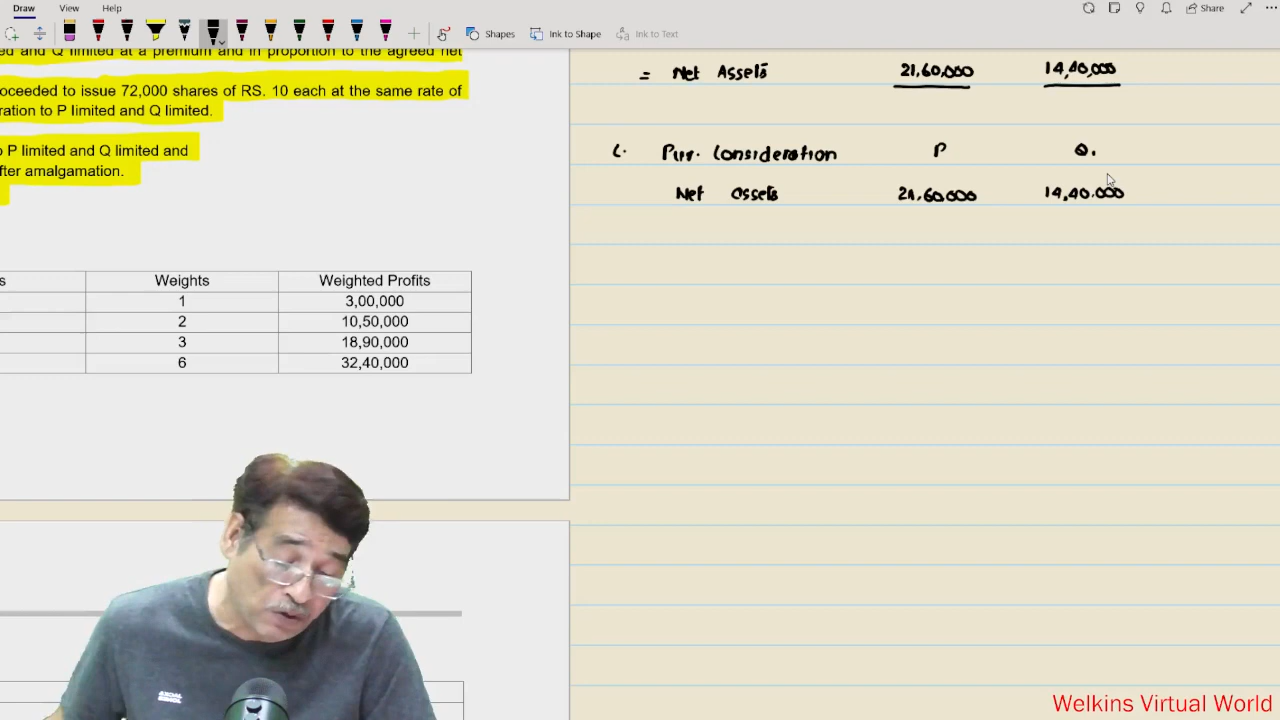 Draw View Help
Share
Shapes Ink to Shape Ink to Text
ed and Q limited at a premium and in proportion to the agreed net
oceeded to issue 72,000 shares of RS. 10 each at the same rate of
ration to P limited and Q limited.
o P limited and Q limited and
fter amalgamation.
s Weights Weighted Profits
1 3,00,000
2 10,50,000
3 18,90,000
6 32,40,000
= Net Assets 21,60,000 14,40,000
C. Pur. Consideration P Q.
Net assets 21,60,000 14,40,000
Welkins Virtual World